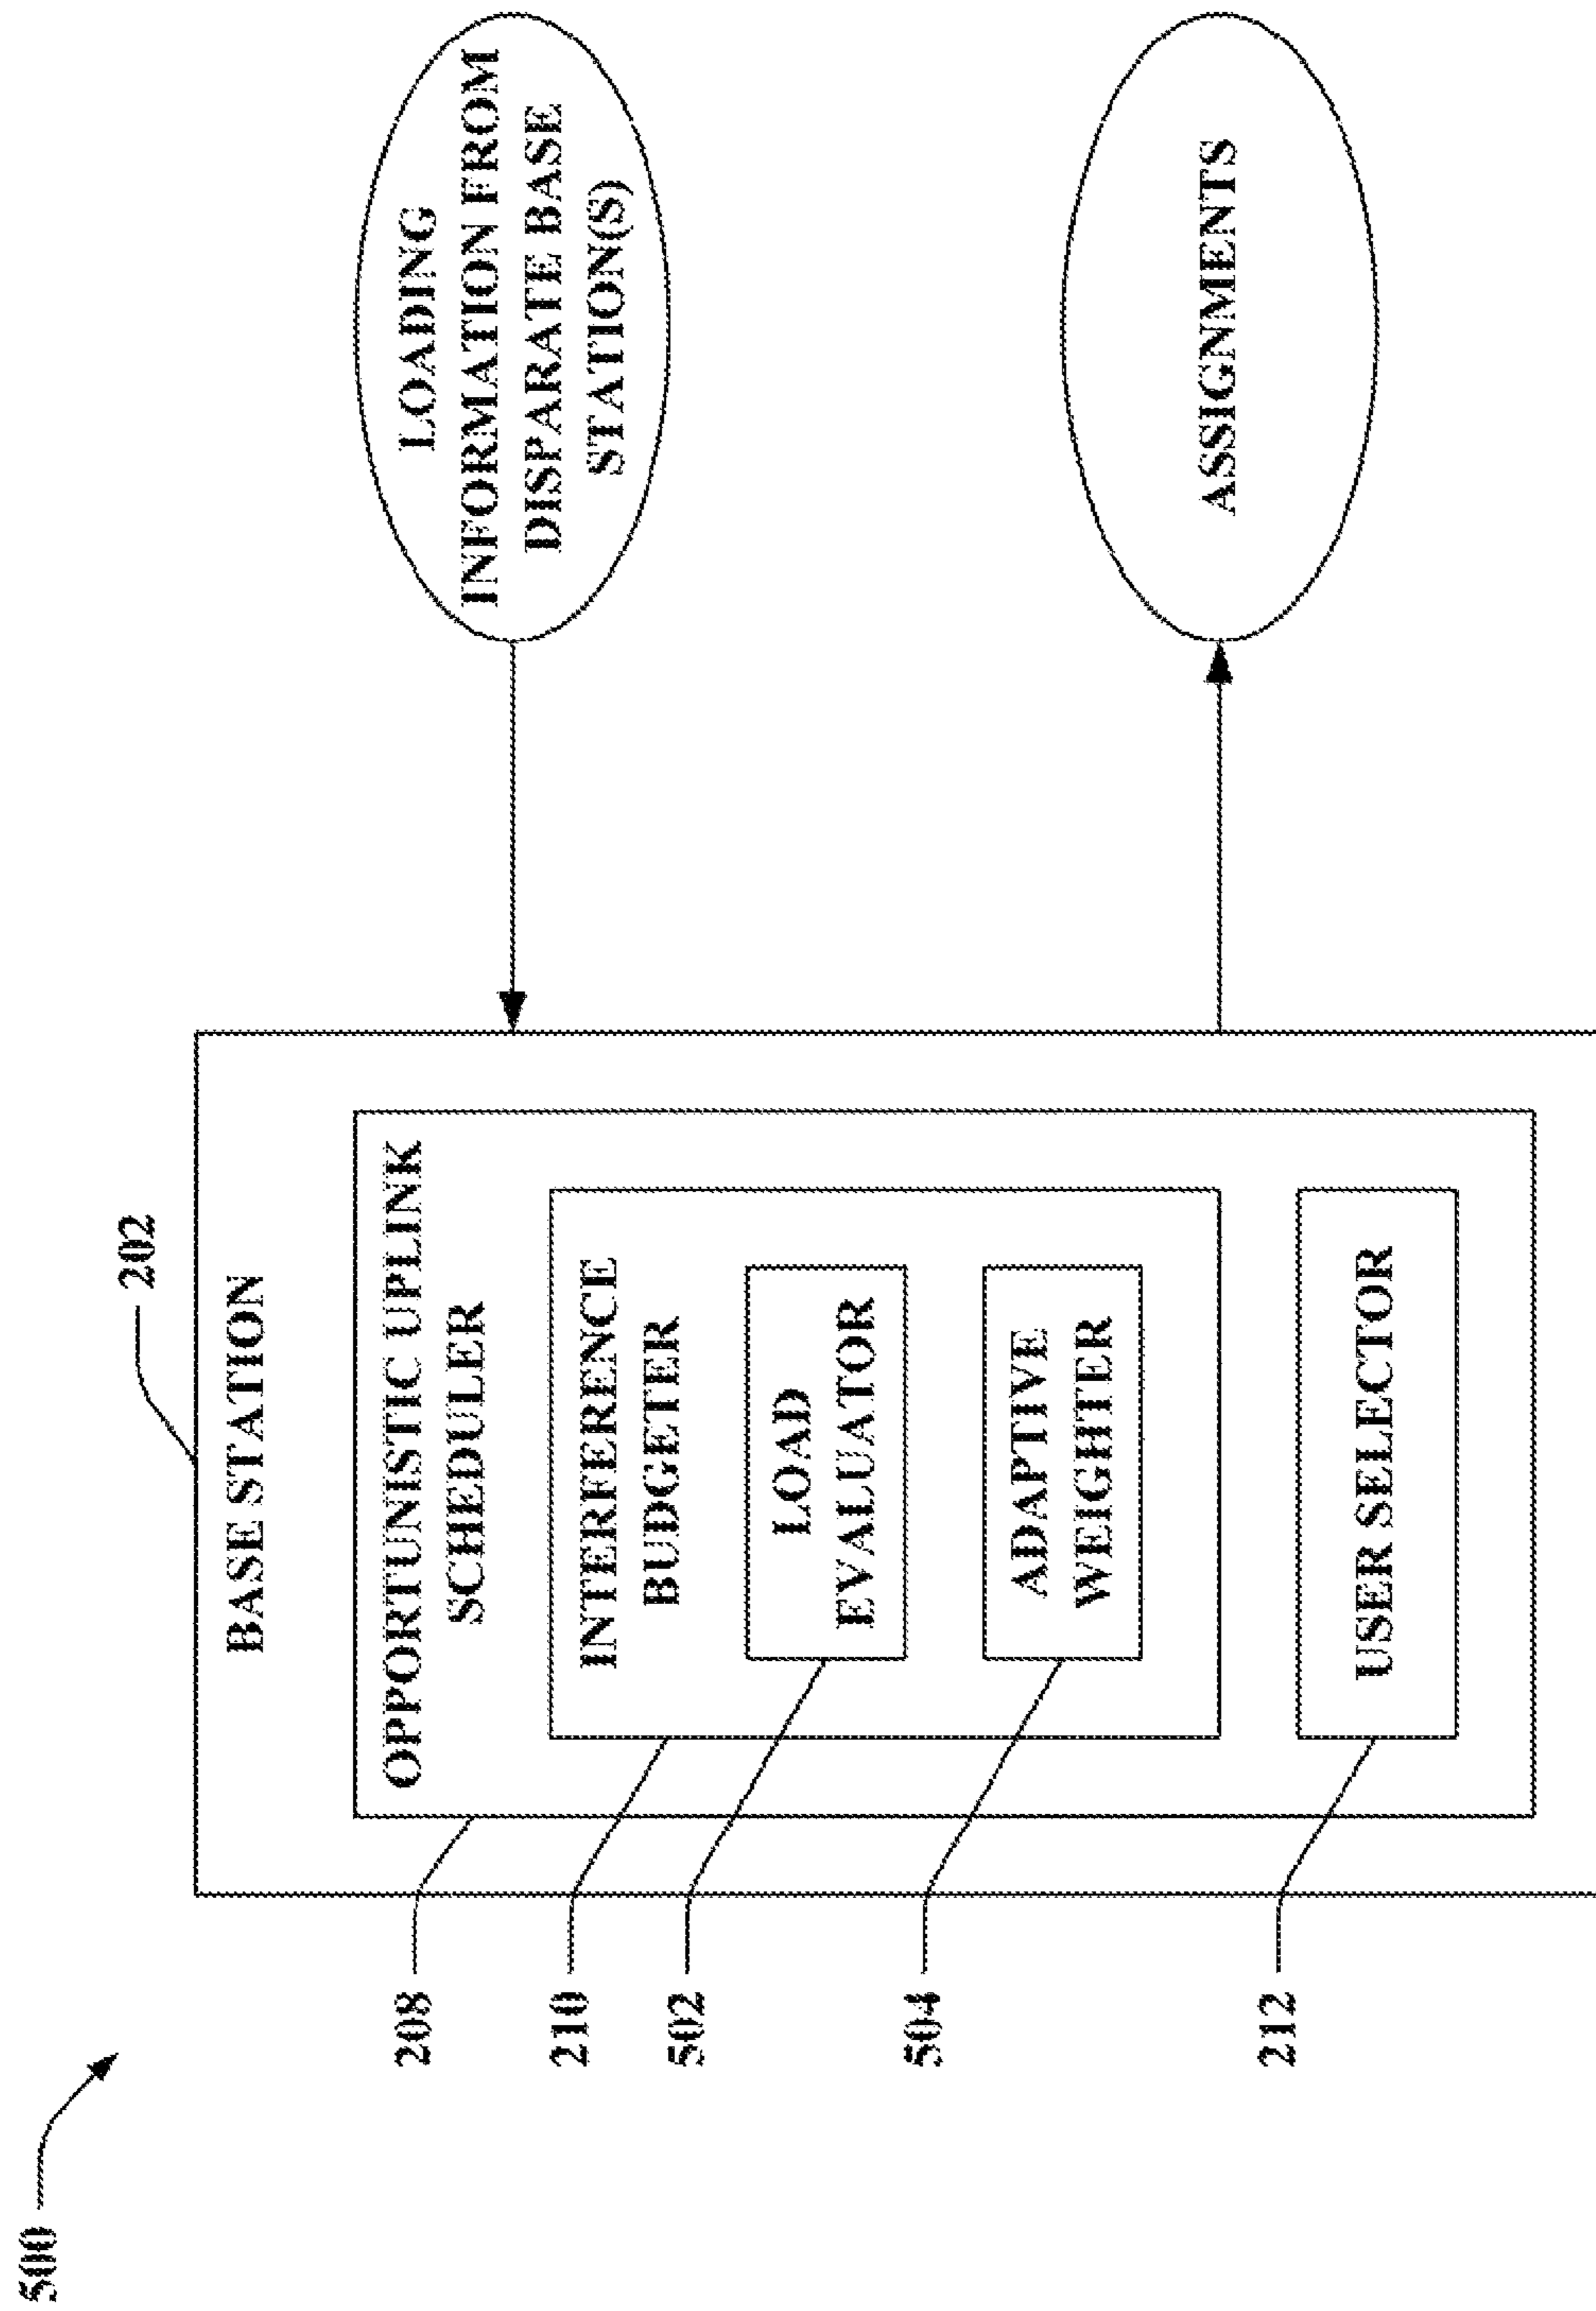 500
202
BASE STATION
OPPORTUNISTIC UPLINK
SCHEDULER
208
INTERFERENCE
BUDGETER
210
LOAD
EVALUATOR
502
ADAPTIVE
WEIGHTER
504
USER SELECTOR
212
LOADING
INFORMATION FROM
DISPARATE BASE
STATION(S)
ASSIGNMENTS